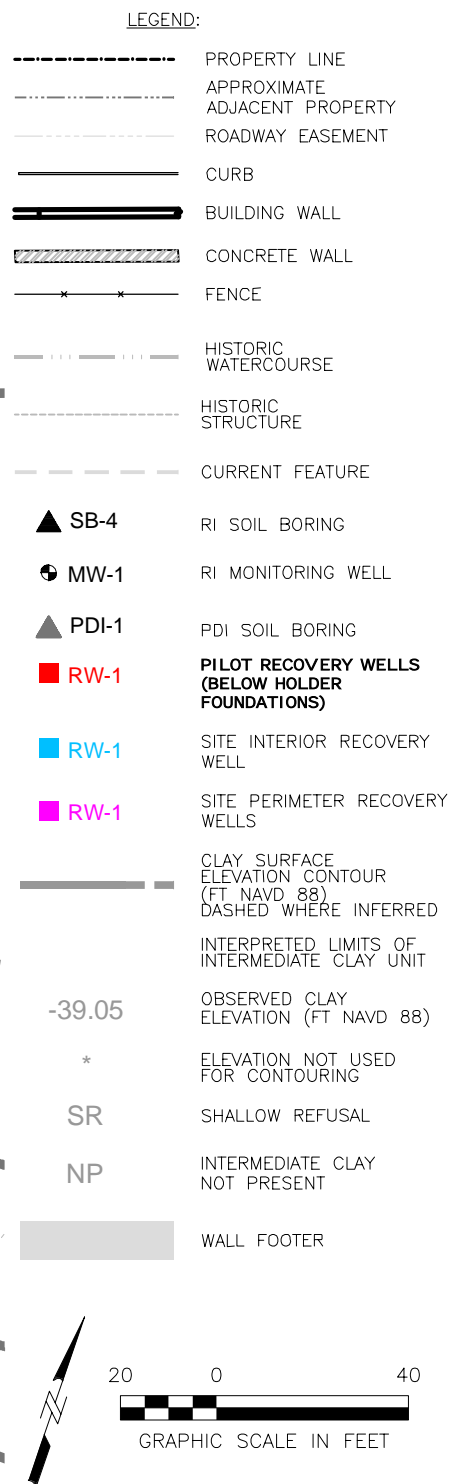 LEGEND:
PROPERTY LINE
APPROXIMATE
ADJACENT PROPERTY
ROADWAY EASEMENT
CURB
BUILDING WALL
CONCRETE WALL
FENCE
HISTORIC
WATERCOURSE
HISTORIC
STRUCTURE
CURRENT FEATURE
SB-4 RI SOIL BORING
MW-1 RI MONITORING WELL
PDI-1 PDI SOIL BORING
RW-1 PILOT RECOVERY WELLS
(BELOW HOLDER
FOUNDATIONS)
RW-1 SITE INTERIOR RECOVERY
WELL
RW-1 SITE PERIMETER RECOVERY
WELLS
CLAY SURFACE
ELEVATION CONTOUR
(FT NAVD 88)
DASHED WHERE INFERRED
INTERPRETED LIMITS OF
INTERMEDIATE CLAY UNIT
-39.05 OBSERVED CLAY
ELEVATION (FT NAVD 88)
* ELEVATION NOT USED
FOR CONTOURING
SR SHALLOW REFUSAL
NP INTERMEDIATE CLAY
NOT PRESENT
WALL FOOTER
N
20 0 40
GRAPHIC SCALE IN FEET